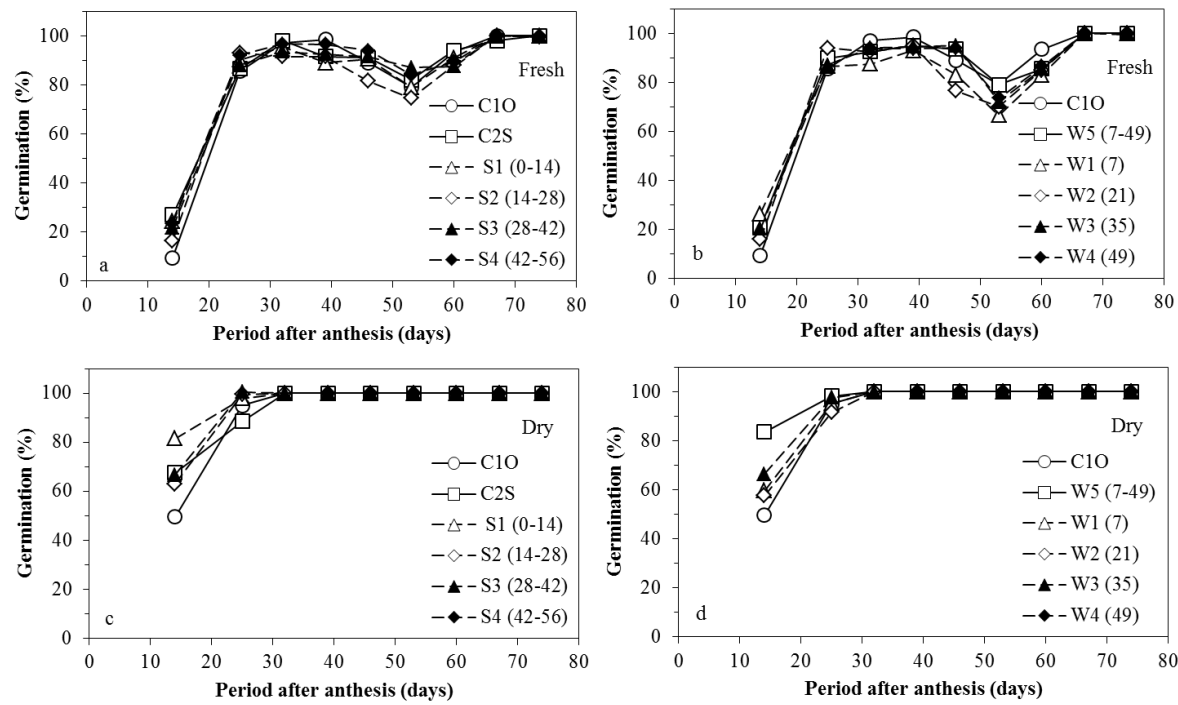 100
80
60
40
20
0
Germination (%)
Fresh
C1O
C2S
S1 (0-14)
S2 (14-28)
S3 (28-42)
S4 (42-56)
a
0 10 20 30 40 50 60 70 80
Period after anthesis (days)
100
80
60
40
20
0
Germination (%)
Fresh
C1O
W5 (7-49)
W1 (7)
W2 (21)
W3 (35)
W4 (49)
b
0 10 20 30 40 50 60 70 80
Period after anthesis (days)
100
80
60
40
20
0
Germination (%)
Dry
C1O
C2S
S1 (0-14)
S2 (14-28)
S3 (28-42)
S4 (42-56)
c
0 10 20 30 40 50 60 70 80
Period after anthesis (days)
100
80
60
40
20
0
Germination (%)
Dry
C1O
W5 (7-49)
W1 (7)
W2 (21)
W3 (35)
W4 (49)
d
0 10 20 30 40 50 60 70 80
Period after anthesis (days)